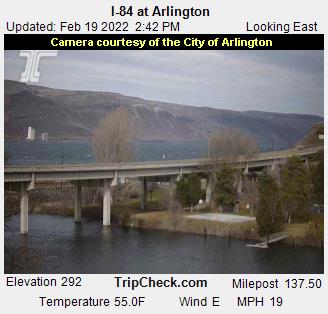 I-84 at Arlington
Updated: Feb 19 2022 2:42 PM Looking East
Camera courtesy of the City of Arlington
Elevation 292 TripCheck.com Milepost 137.50
Temperature 55.0F Wind E MPH 19